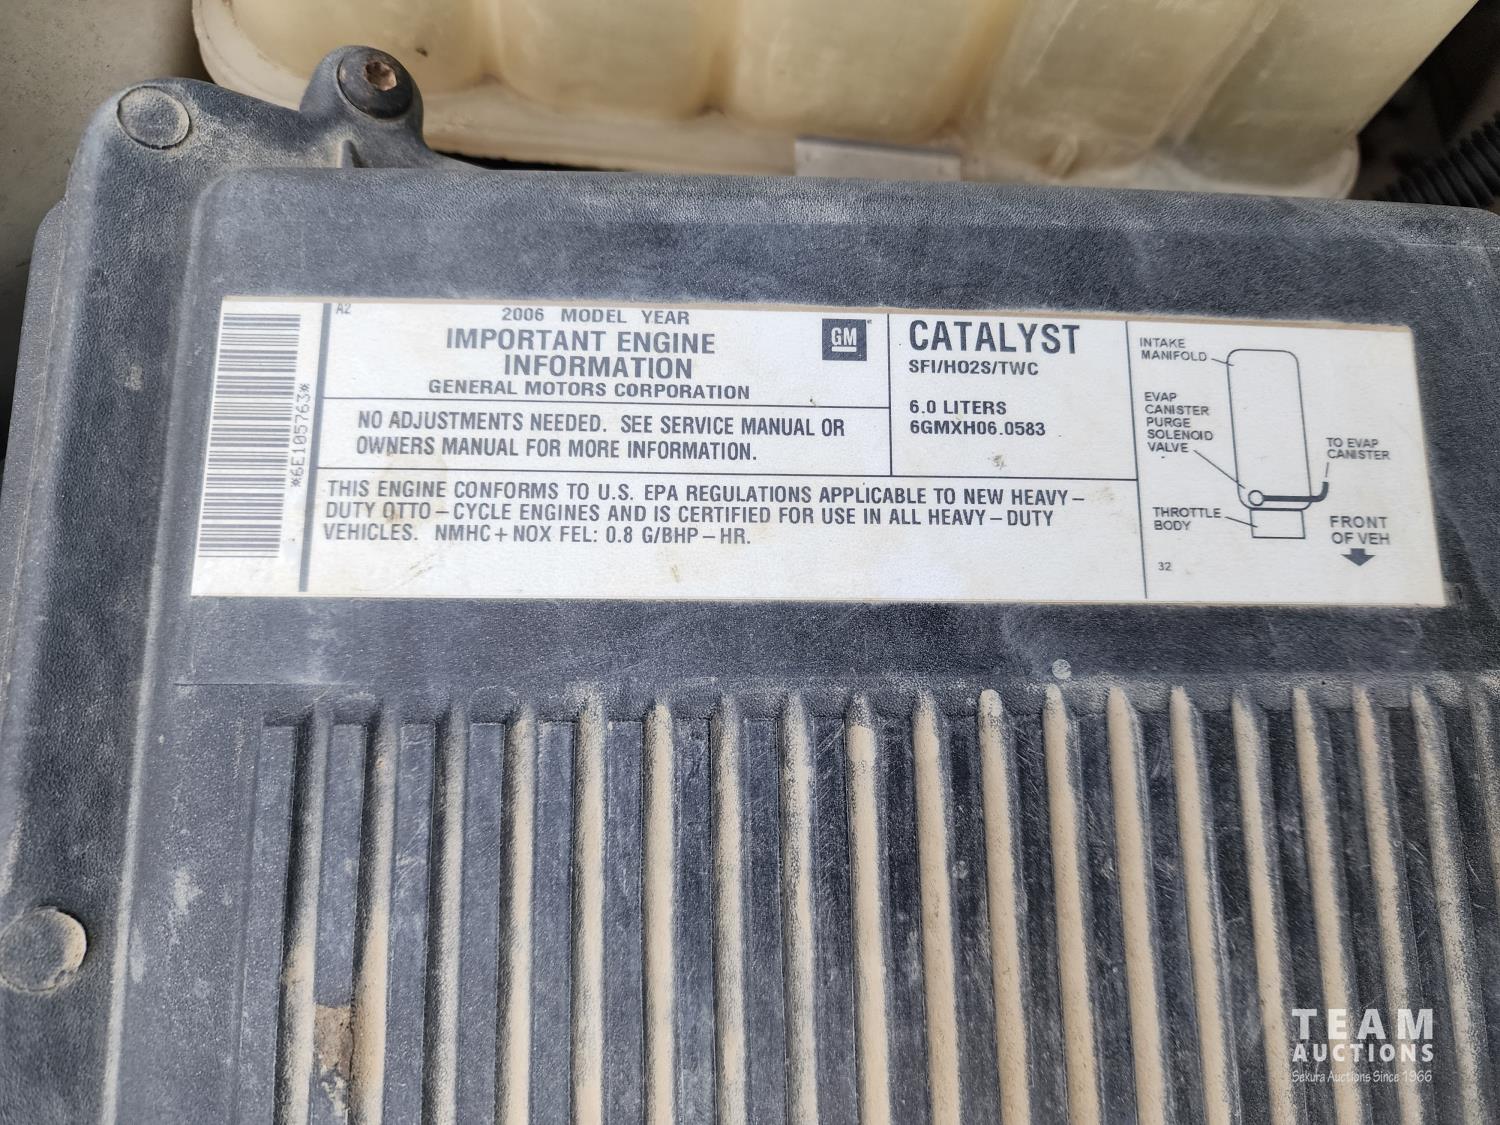 *6E105763*
A2
2006 MODEL YEAR
IMPORTANT ENGINE
INFORMATION
GENERAL MOTORS CORPORATION
GM
NO ADJUSTMENTS NEEDED. SEE SERVICE MANUAL OR
OWNERS MANUAL FOR MORE INFORMATION.
CATALYST
SFI/HO2S/TWC
6.0 LITERS
6GMXH06.0583
THIS ENGINE CONFORMS TO U.S. EPA REGULATIONS APPLICABLE TO NEW HEAVY–
DUTY OTTO–CYCLE ENGINES AND IS CERTIFIED FOR USE IN ALL HEAVY–DUTY
VEHICLES. NMHC+NOX FEL: 0.8 G/BHP–HR.
INTAKE
MANIFOLD
EVAP
CANISTER
PURGE
SOLENOID
VALVE
TO EVAP
CANISTER
THROTTLE
BODY
FRONT
OF VEH
32
TEAM
AUCTIONS
Sekura Auctions Since 1966